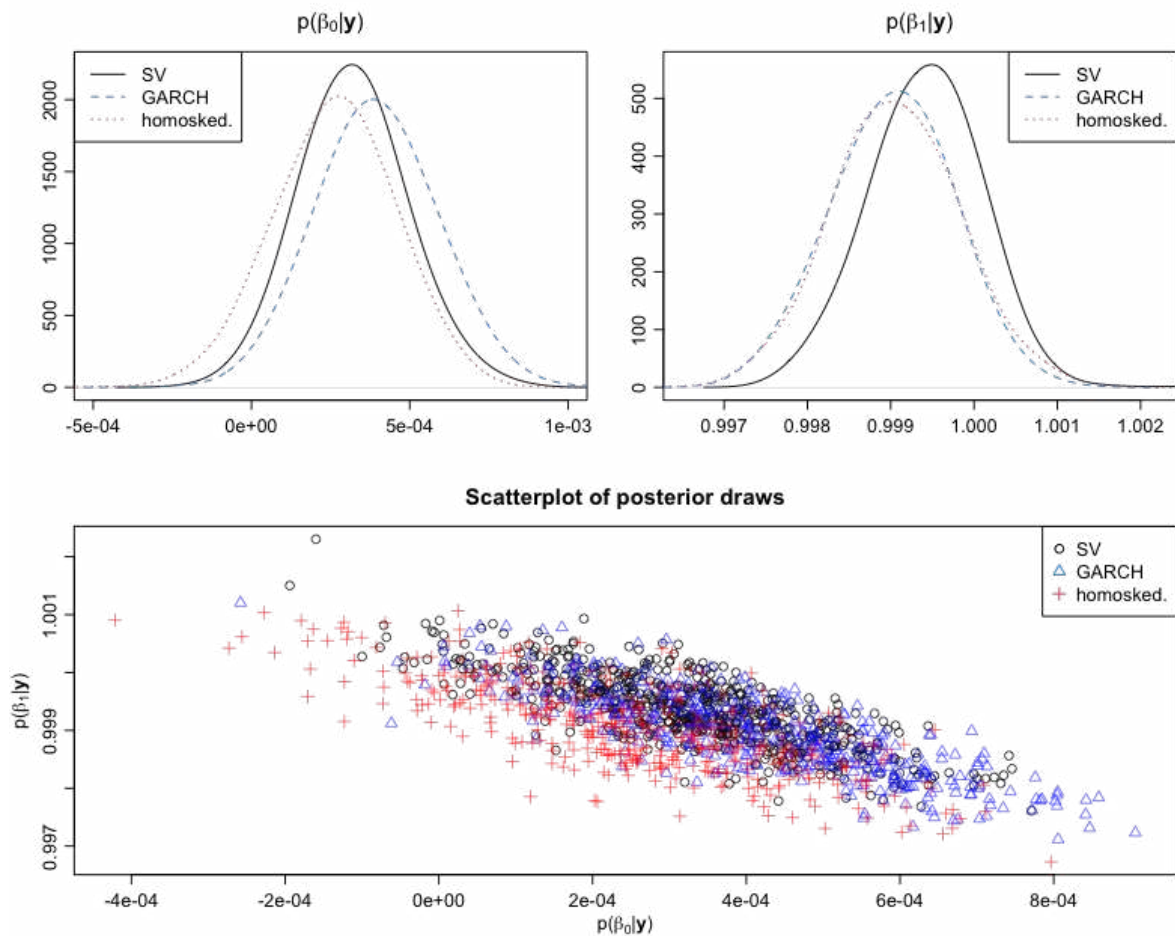 p(β₀|y)
SV
GARCH
homosked.
0
500
1000
1500
2000
-5e-04
0e+00
5e-04
1e-03
p(β₁|y)
SV
GARCH
homosked.
0
100
200
300
400
500
0.997
0.998
0.999
1.000
1.001
1.002
Scatterplot of posterior draws
SV
GARCH
homosked.
p(β₁|y)
0.997
0.999
1.001
-4e-04
-2e-04
0e+00
2e-04
4e-04
6e-04
8e-04
p(β₀|y)